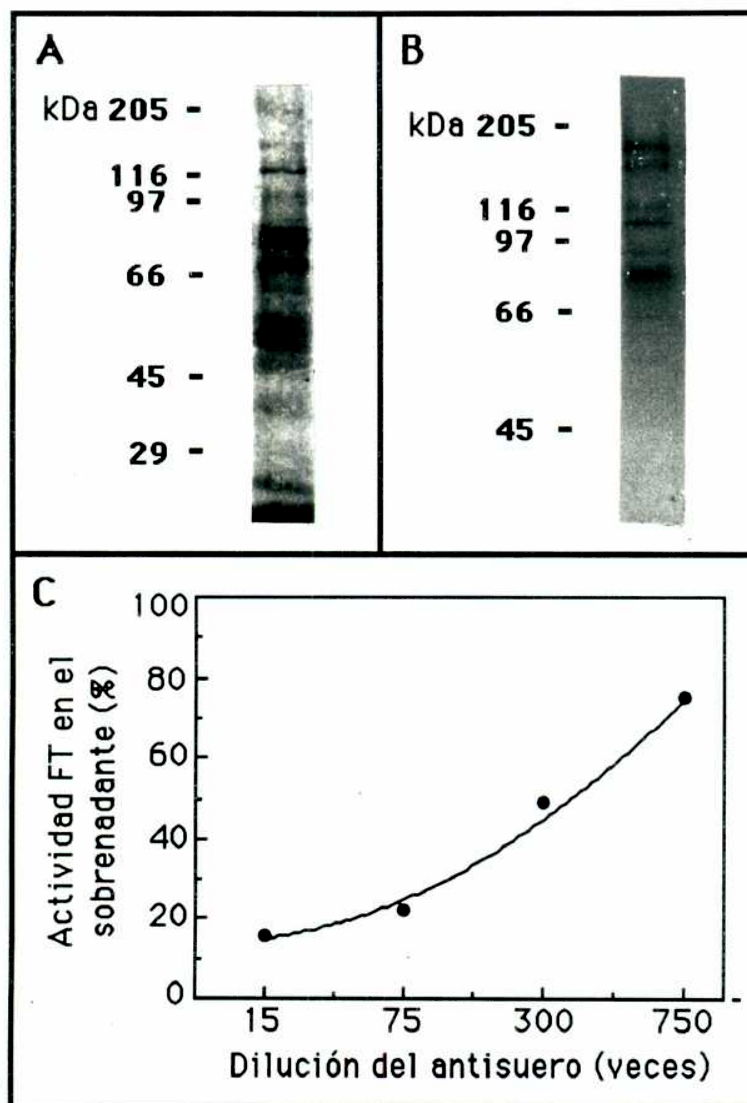 A
kDa 205 -
116 -
97 -
66 -
45 -
29 -
B
kDa 205 -
116 -
97 -
66 -
45 -
C
100
80
60
40
20
0
Actividad FT en el
sobrenadante (%)
15 75 300 750
Dilución del antisuero (veces)